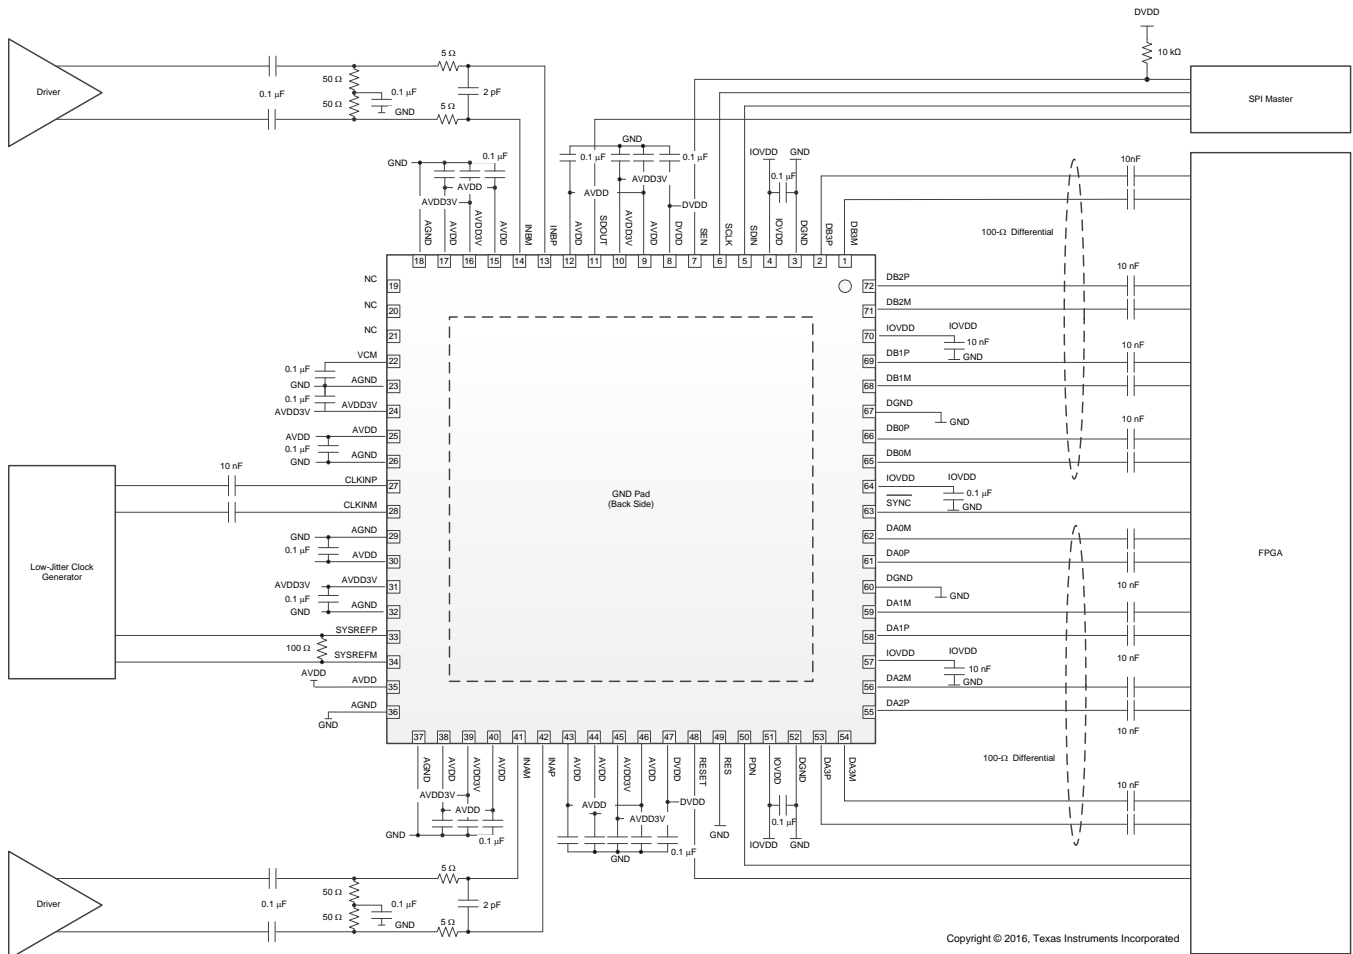 DVDD
10 kΩ
SPI Master
Driver
0.1 µF
50 Ω
50 Ω
0.1 µF
GND
5 Ω
5 Ω
2 pF
GND
0.1 µF
AVDD
AVDD3V
GND
0.1 µF
0.1 µF
AVDD3V
AVDD
DVDD
IOVDD
GND
0.1 µF
AGND
AVDD
AVDD3V
AVDD
INBM
INBP
AVDD
SDOUT
AVDD3V
AVDD
DVDD
SEN
SCLK
SDIN
IOVDD
DGND
DB3P
DB3M
18
17
16
15
14
13
12
11
10
9
8
7
6
5
4
3
2
1
10nF
100-Ω Differential
NC
19
NC
20
NC
21
VCM
22
0.1 µF
GND
AGND
23
0.1 µF
AVDD3V
AVDD3V
24
AVDD
AVDD
25
0.1 µF
GND
AGND
26
10 nF
CLKINP
27
CLKINM
28
GND
AGND
29
0.1 µF
AVDD
30
AVDD3V
AVDD3V
31
0.1 µF
GND
AGND
32
SYSREFP
33
100 Ω
SYSREFM
34
AVDD
AVDD
35
AGND
36
GND
Low-Jitter Clock
Generator
GND Pad
(Back Side)
72
DB2P
10 nF
71
DB2M
70
IOVDD
IOVDD
10 nF
GND
69
DB1P
10 nF
68
DB1M
67
DGND
GND
66
DB0P
10 nF
65
DB0M
64
IOVDD
IOVDD
0.1 µF
GND
63
SYNC
62
DA0M
61
DA0P
10 nF
60
DGND
GND
59
DA1M
58
DA1P
10 nF
57
IOVDD
IOVDD
10 nF
GND
56
DA2M
55
DA2P
10 nF
FPGA
100-Ω Differential
10 nF
37
38
39
40
41
42
43
44
45
46
47
48
49
50
51
52
53
54
AGND
AVDD
AVDD3V
AVDD
INAM
INAP
AVDD
AVDD
AVDD3V
AVDD
DVDD
RESET
RES
PDN
IOVDD
DGND
DA3P
DA3M
AVDD3V
AVDD
GND
0.1 µF
AVDD
AVDD3V
DVDD
GND
0.1 µF
GND
0.1 µF
IOVDD
GND
Driver
0.1 µF
50 Ω
50 Ω
0.1 µF
GND
5 Ω
5 Ω
2 pF
Copyright © 2016, Texas Instruments Incorporated